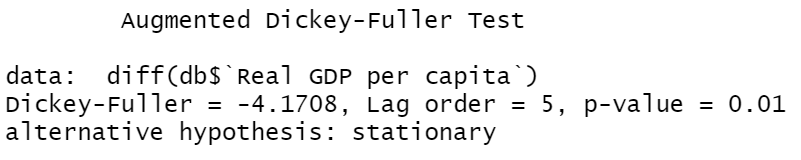 Augmented Dickey-Fuller Test
data:  diff(db$`Real GDP per capita`)
Dickey-Fuller = -4.1708, Lag order = 5, p-value = 0.01
alternative hypothesis: stationary